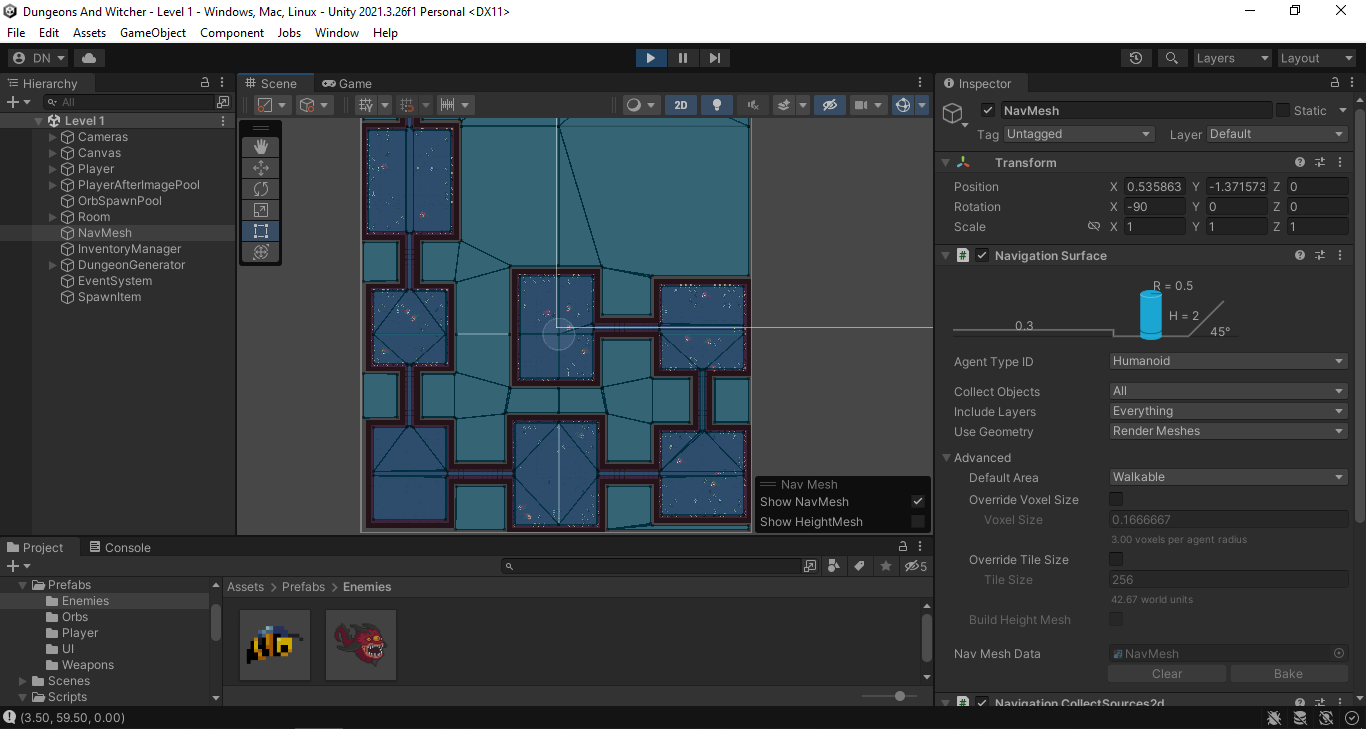 Dungeons And Witcher - Level 1 - Windows, Mac, Linux - Unity 2021.3.26f1 Personal <DX11>
File Edit Assets GameObject Component Jobs Window Help
DN
Layers
Layout
Hierarchy
All
Level 1
Cameras
Canvas
Player
PlayerAfterImagePool
OrbSpawnPool
Room
NavMesh
InventoryManager
DungeonGenerator
EventSystem
SpawnItem
Scene
Game
2D
Nav Mesh
Show NavMesh
Show HeightMesh
Inspector
NavMesh
Static
Tag Untagged
Layer Default
Transform
Position X 0.535863 Y -1.371573 Z 0
Rotation X -90 Y 0 Z 0
Scale X 1 Y 1 Z 1
Navigation Surface
R = 0.5
H = 2
0.3
45°
Agent Type ID Humanoid
Collect Objects All
Include Layers Everything
Use Geometry Render Meshes
Advanced
Default Area Walkable
Override Voxel Size
Voxel Size 0.1666667
3.00 voxels per agent radius
Override Tile Size
Tile Size 256
42.67 world units
Build Height Mesh
Nav Mesh Data NavMesh
Clear
Bake
Navigation CollectSources2d
Project
Console
5
Prefabs
Enemies
Orbs
Player
UI
Weapons
Scenes
Scripts
Assets Prefabs Enemies
(3.50, 59.50, 0.00)